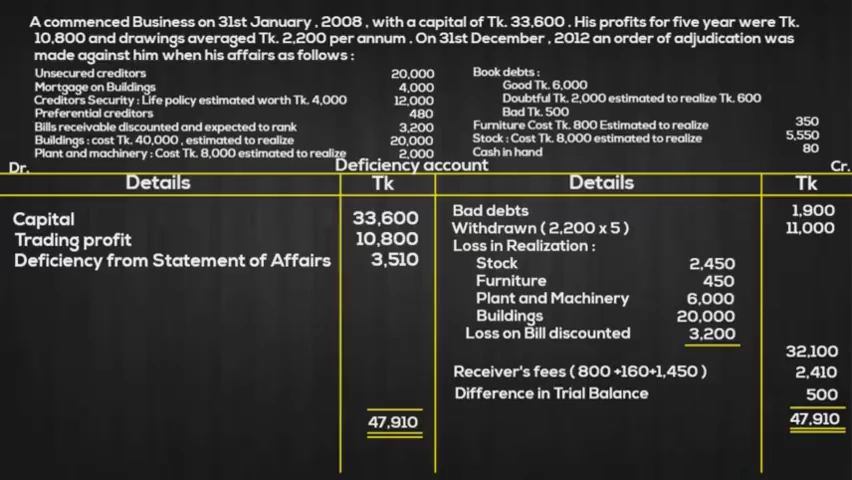 A commenced Business on 31st January , 2008 , with a capital of Tk. 33,600 . His profits for five year were Tk.
10,800 and drawings averaged Tk. 2,200 per annum . On 31st December , 2012 an order of adjudication was
made against him when his affairs as follows :
Unsecured creditors 20,000
Mortgage on Buildings 4,000
Creditors Security : Life policy estimated worth Tk. 4,000 12,000
Preferential creditors 480
Bills receivable discounted and expected to rank 3,200
Buildings : cost Tk. 40,000 , estimated to realize 20,000
Plant and machinery : Cost Tk. 8,000 estimated to realize 2,000
Book debts :
Good Tk. 6,000
Doubtful Tk. 2,000 estimated to realize Tk. 600
Bad Tk. 500
Furniture Cost Tk. 800 Estimated to realize 350
Stock : Cost Tk. 8,000 estimated to realize 5,550
Cash in hand 80
Dr. Deficiency account Cr.
Details Tk Details Tk
Capital 33,600
Trading profit 10,800
Deficiency from Statement of Affairs 3,510
47,910
Bad debts 1,900
Withdrawn ( 2,200 x 5 ) 11,000
Loss in Realization :
Stock 2,450
Furniture 450
Plant and Machinery 6,000
Buildings 20,000
Loss on Bill discounted 3,200
32,100
Receiver's fees ( 800 +160+1,450 ) 2,410
Difference in Trial Balance 500
47,910